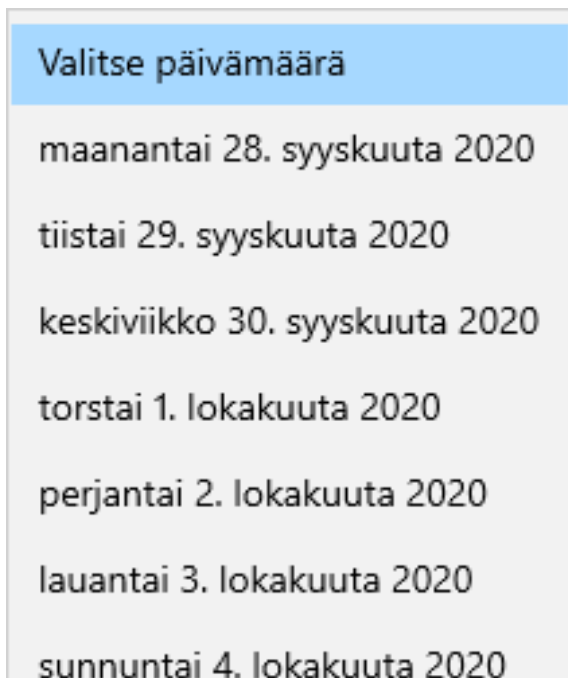 Valitse päivämäärä
maanantai 28. syyskuuta 2020
tiistai 29. syyskuuta 2020
keskiviikko 30. syyskuuta 2020
torstai 1. lokakuuta 2020
perjantai 2. lokakuuta 2020
lauantai 3. lokakuuta 2020
sunnuntai 4. lokakuuta 2020